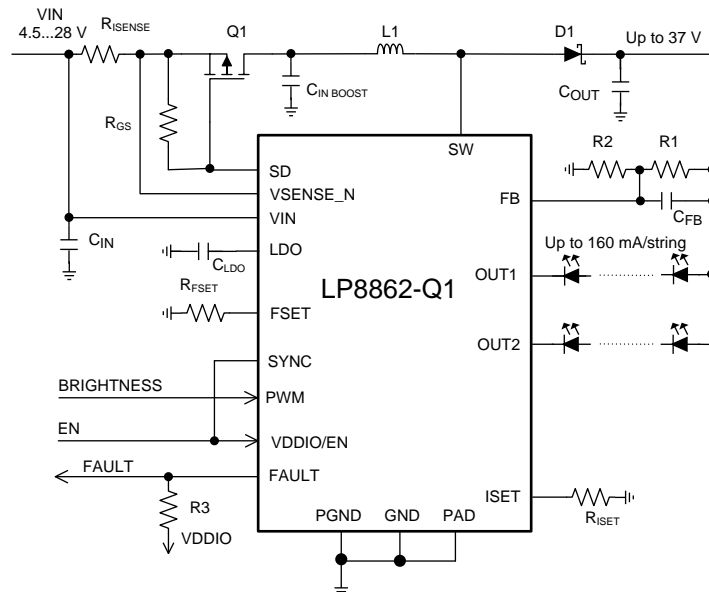 VIN
4.5...28 V
RISENSE
Q1
L1
D1
Up to 37 V
CIN BOOST
COUT
RGS
SW
R2
R1
SD
VSENSE_N
FB
VIN
CFB
CIN
LDO
CLDO
Up to 160 mA/string
RFSET
LP8862-Q1
OUT1
FSET
OUT2
SYNC
BRIGHTNESS
PWM
EN
VDDIO/EN
FAULT
FAULT
ISET
R3
RISET
VDDIO
PGND
GND
PAD